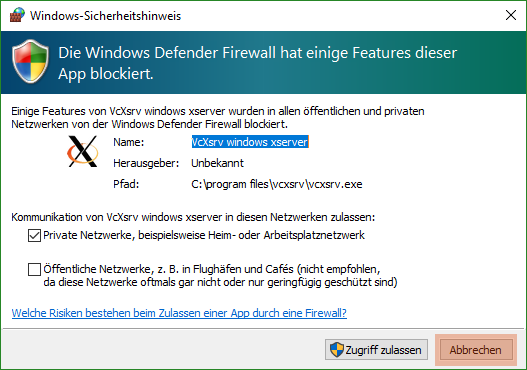 Windows-Sicherheitshinweis
Die Windows Defender Firewall hat einige Features dieser
App blockiert.
Einige Features von VcXsrv windows xserver wurden in allen öffentlichen und privaten
Netzwerken von der Windows Defender Firewall blockiert.
Name: VcXsrv windows xserver
Herausgeber: Unbekannt
Pfad: C:\program files\vcxsrv\vcxsrv.exe
Kommunikation von VcXsrv windows xserver in diesen Netzwerken zulassen:
Private Netzwerke, beispielsweise Heim- oder Arbeitsplatznetzwerk
Öffentliche Netzwerke, z. B. in Flughäfen und Cafés (nicht empfohlen,
da diese Netzwerke oftmals gar nicht oder nur geringfügig geschützt sind)
Welche Risiken bestehen beim Zulassen einer App durch eine Firewall?
Zugriff zulassen Abbrechen